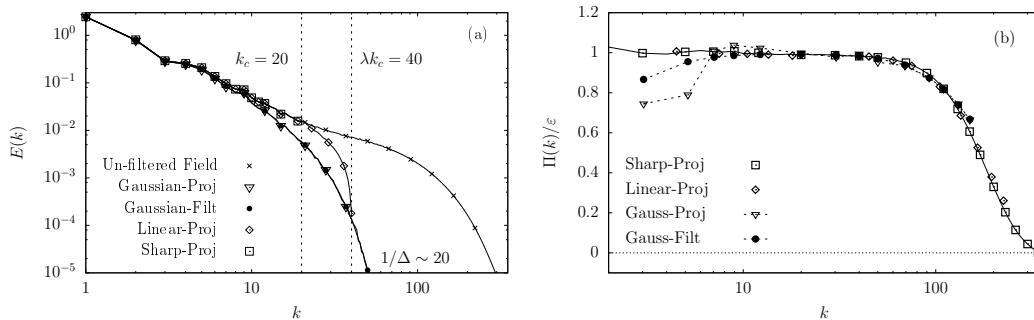 (a)
k_c = 20
λk_c = 40
E(k)
10^0
10^{-1}
10^{-2}
10^{-3}
10^{-4}
10^{-5}
Un-filtered Field
Gaussian-Proj
Gaussian-Filt
Linear-Proj
Sharp-Proj
1/Δ ∼ 20
1
10
100
k
(b)
Π(k)/ε
1.2
1
0.8
0.6
0.4
0.2
0
Sharp-Proj
Linear-Proj
Gauss-Proj
Gauss-Filt
10
100
k